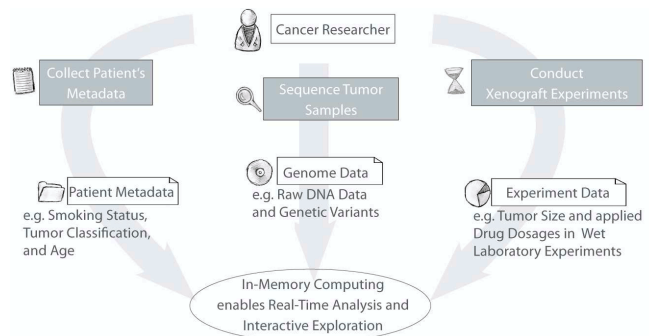 Cancer Researcher
Collect Patient's
Metadata
Sequence Tumor
Samples
Conduct
Xenograft Experiments
Patient Metadata
e.g. Smoking Status,
Tumor Classification,
and Age
Genome Data
e.g. Raw DNA Data
and Genetic Variants
Experiment Data
e.g. Tumor Size and applied
Drug Dosages in Wet
Laboratory Experiments
In-Memory Computing
enables Real-Time Analysis and
Interactive Exploration